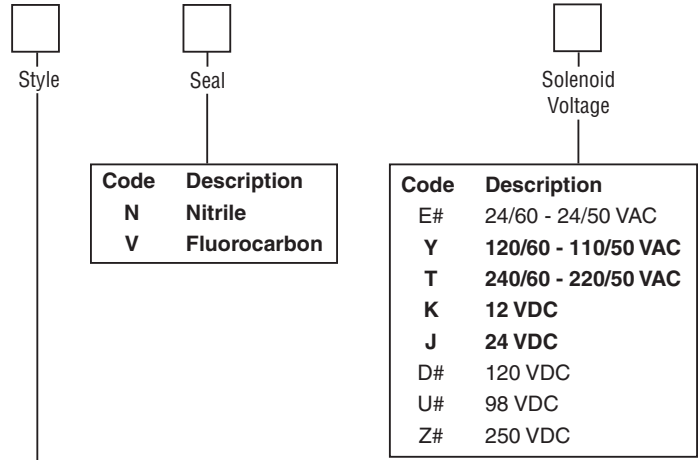 Style
Seal
Solenoid
Voltage
Code Description
N Nitrile
V Fluorocarbon
Code Description
E# 24/60 - 24/50 VAC
Y 120/60 - 110/50 VAC
T 240/60 - 220/50 VAC
K 12 VDC
J 24 VDC
D# 120 VDC
U# 98 VDC
Z# 250 VDC